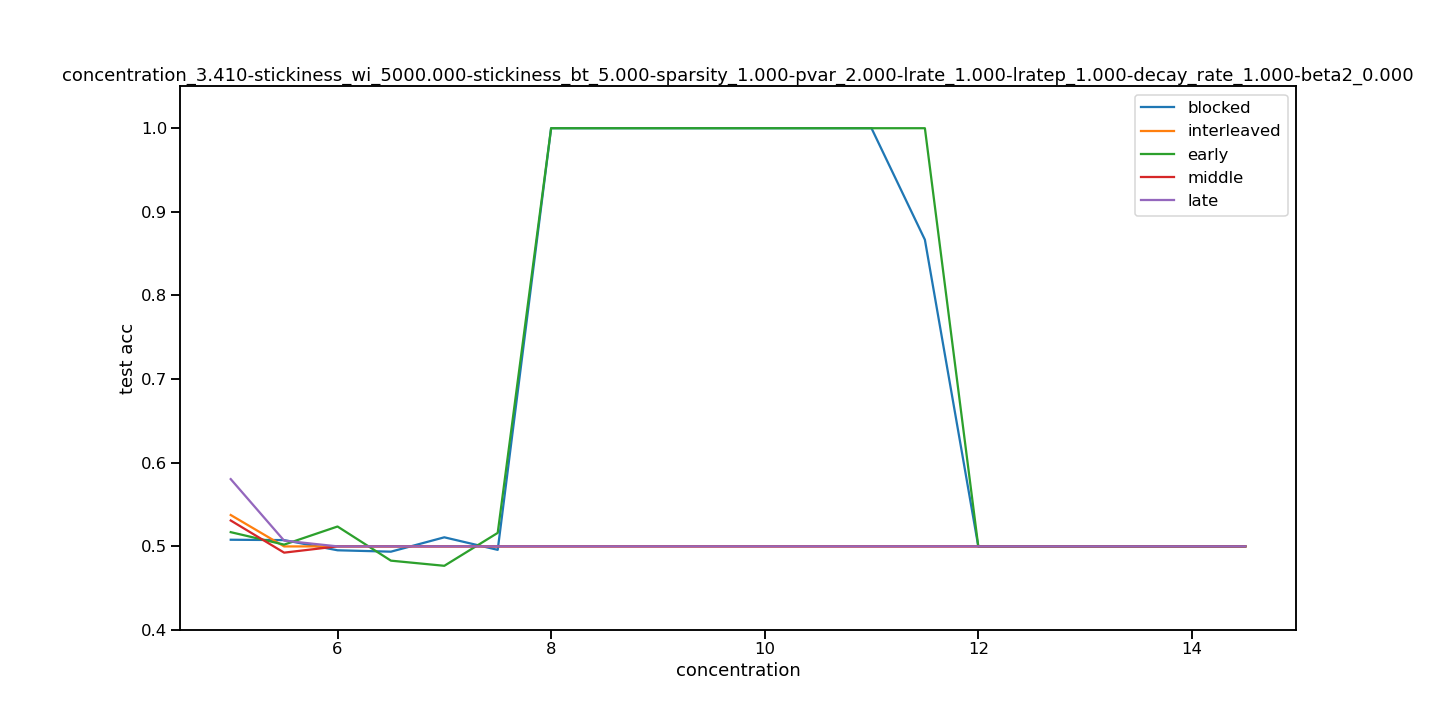 concentration_3.410-stickiness_wi_5000.000-stickiness_bt_5.000-sparsity_1.000-pvar_2.000-lrate_1.000-lratep_1.000-decay_rate_1.000-beta2_0.000
blocked
interleaved
early
middle
late
test acc
1.0
0.9
0.8
0.7
0.6
0.5
0.4
6 8 10 12 14
concentration